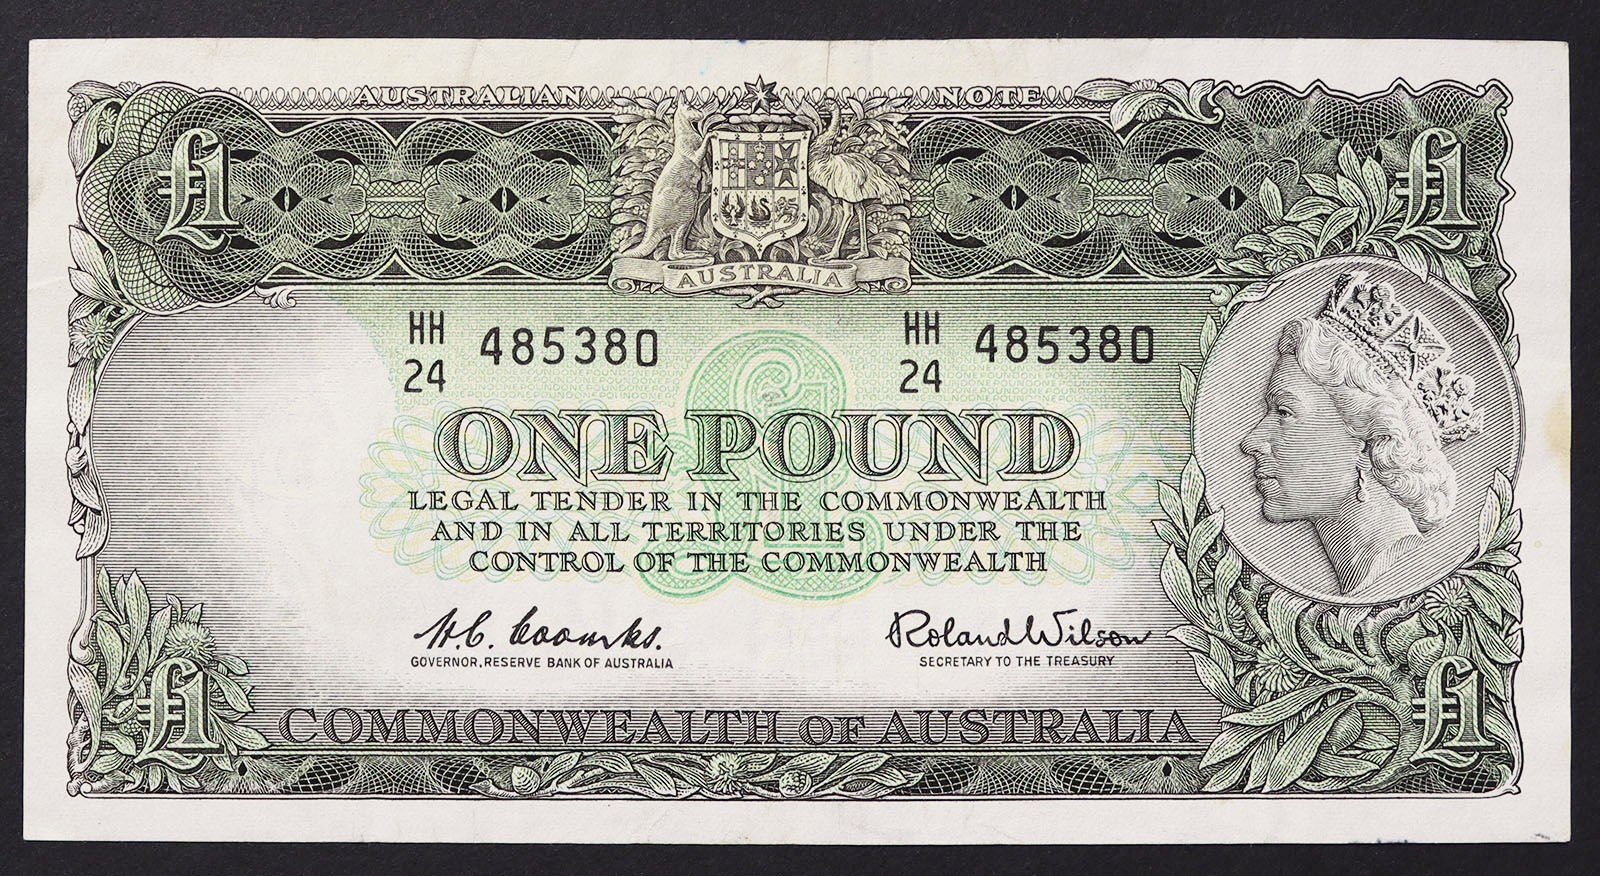 AUSTRALIAN NOTE
£1 £1
AUSTRALIA
HH 24 485380 HH 24 485380
ONE POUND
LEGAL TENDER IN THE COMMONWEALTH
AND IN ALL TERRITORIES UNDER THE
CONTROL OF THE COMMONWEALTH
H.C. Coombs. Roland Wilson
GOVERNOR, RESERVE BANK OF AUSTRALIA SECRETARY TO THE TREASURY
£1 £1
COMMONWEALTH OF AUSTRALIA